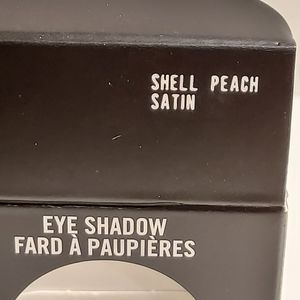 SHELL PEACH
SATIN
EYE SHADOW
FARD À PAUPIÈRES